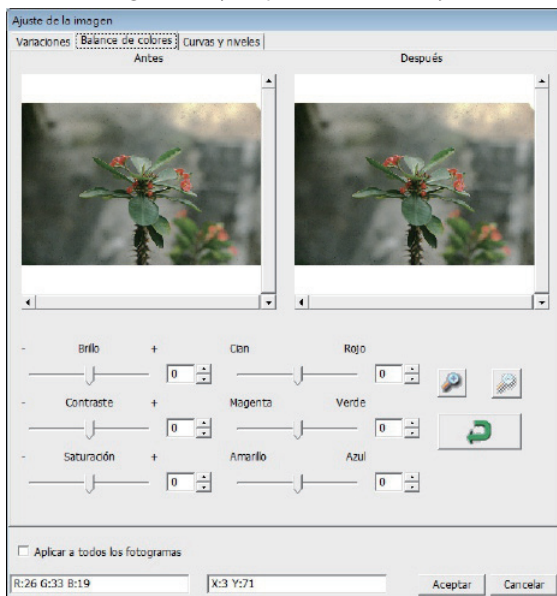 Ajuste de la imagen
Variaciones Balance de colores Curvas y niveles
Antes Después
- Brillo + Cian Rojo
0 0
- Contraste + Magenta Verde
0 0
- Saturación + Amarillo Azul
0 0
Aplicar a todos los fotogramas
R:26 G:33 B:19 X:3 Y:71 Aceptar Cancelar